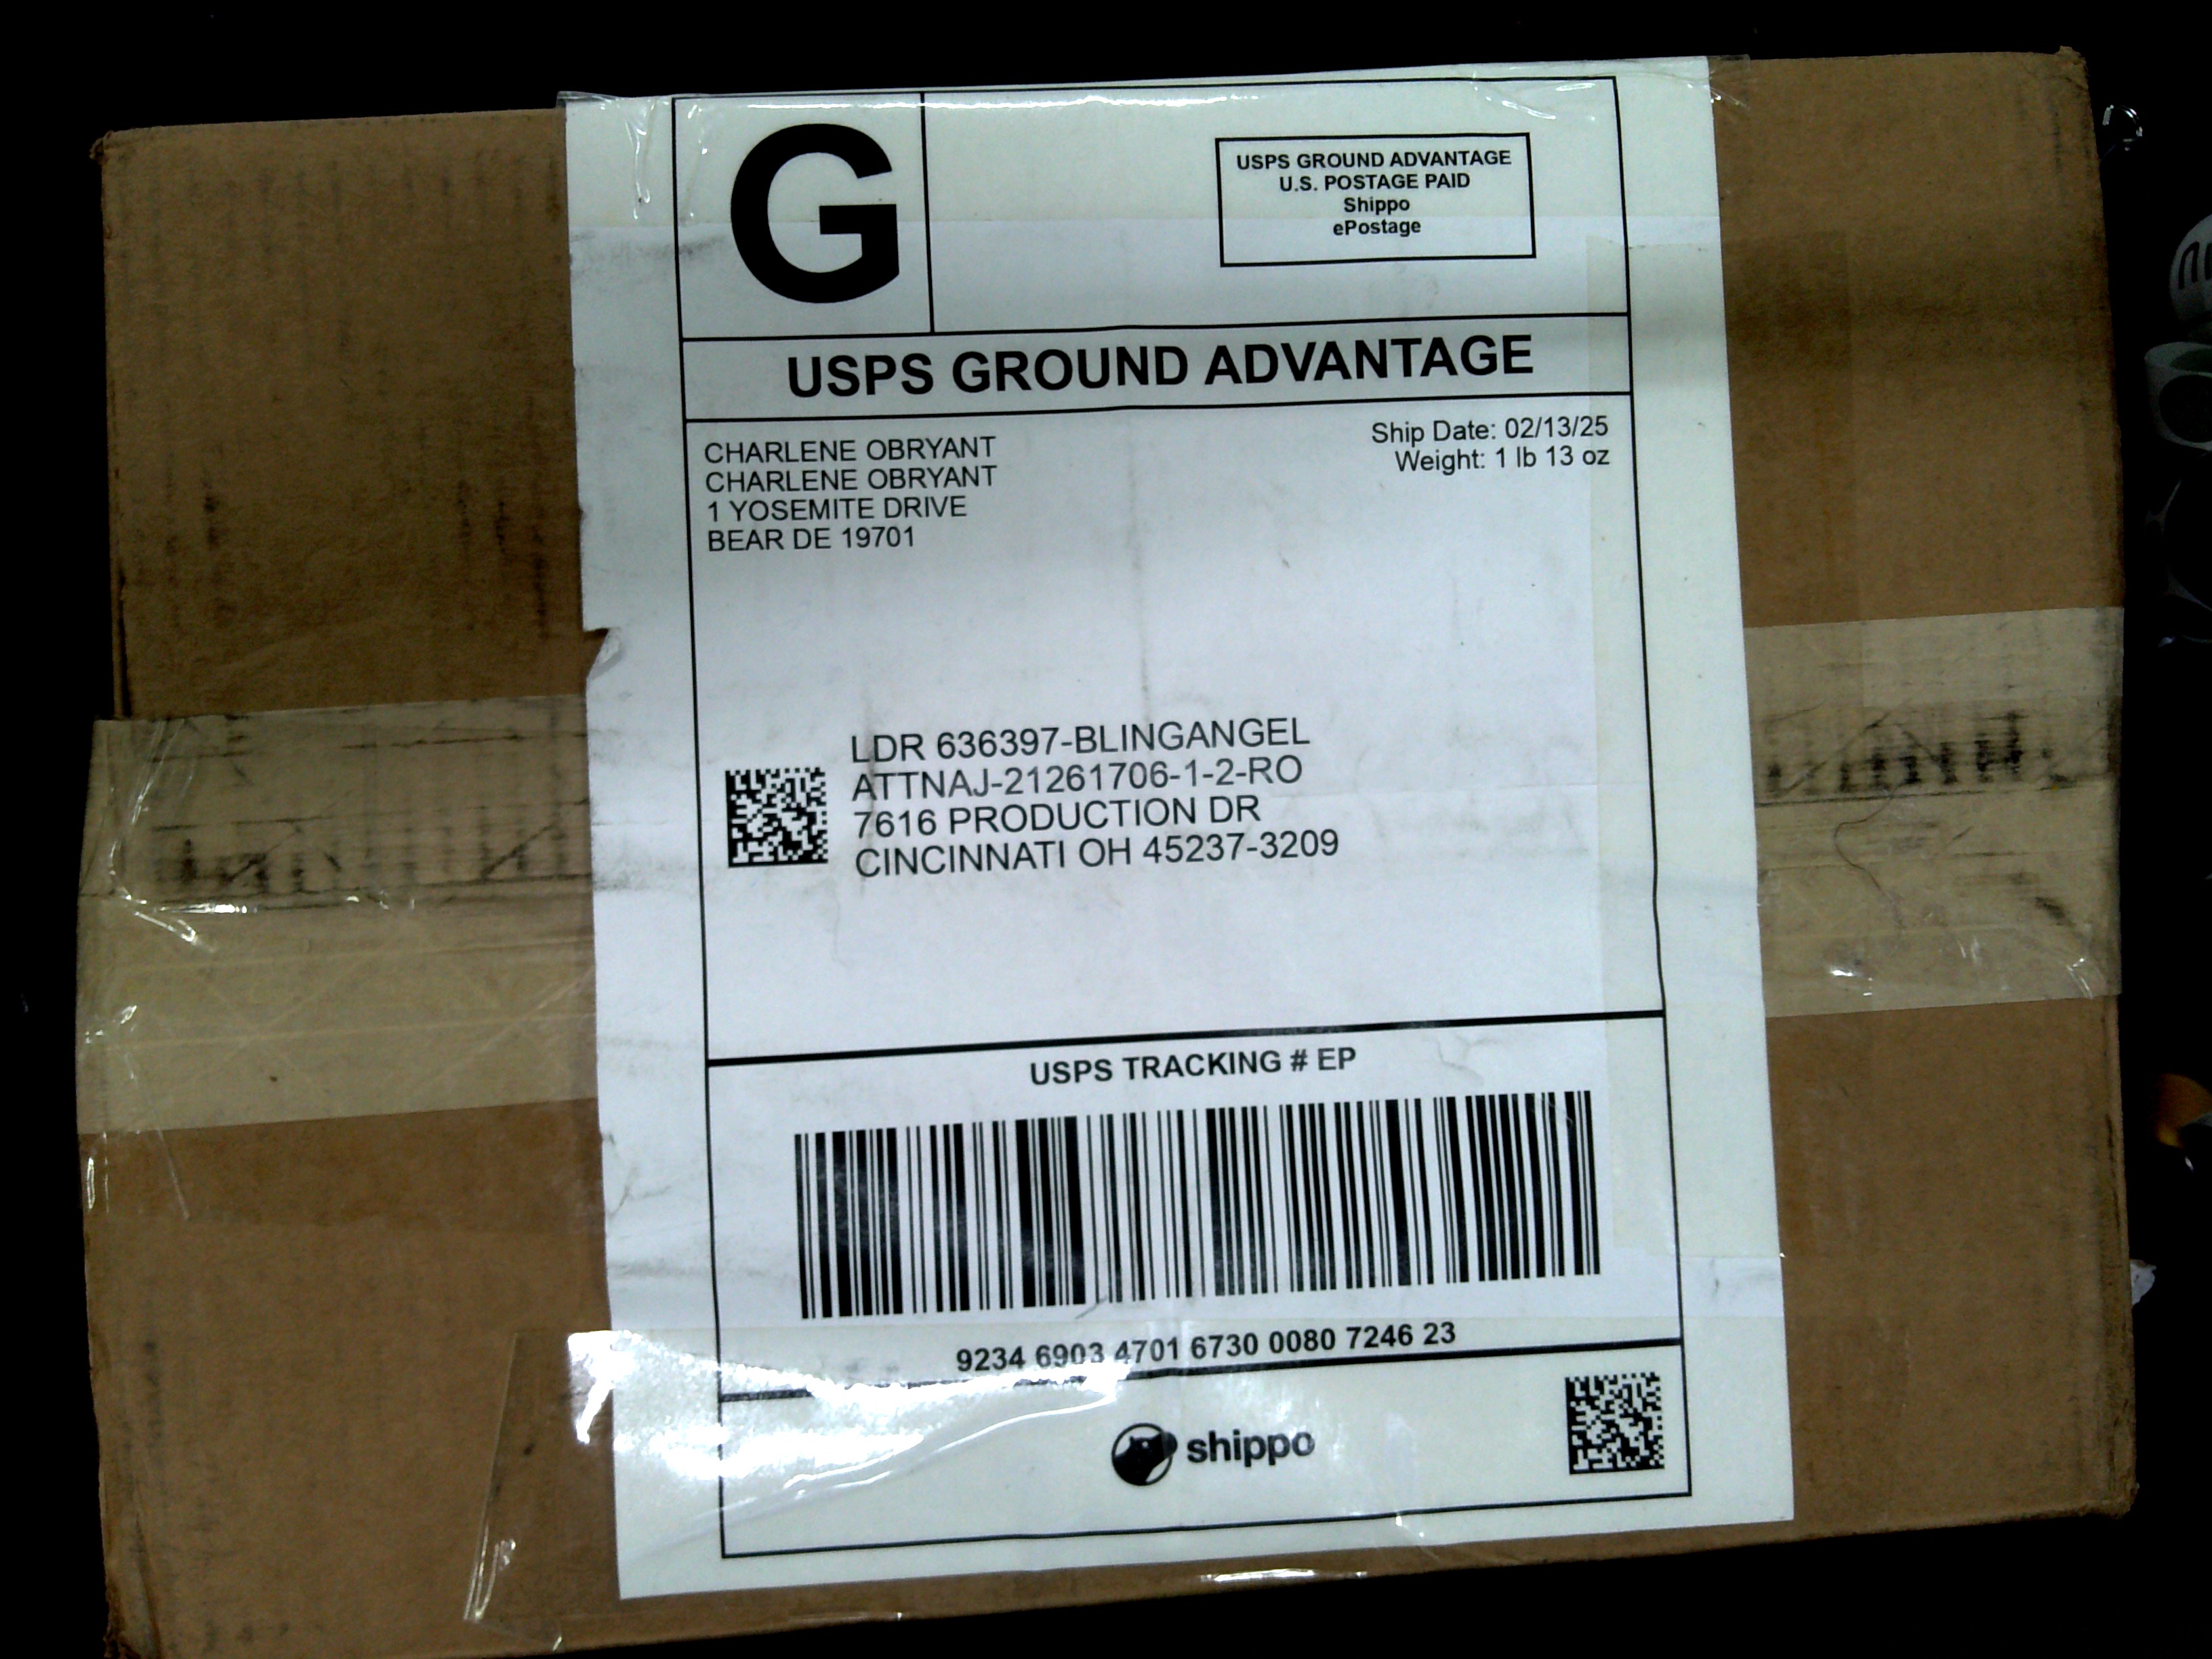 G
USPS GROUND ADVANTAGE
U.S. POSTAGE PAID
Shippo
ePostage
USPS GROUND ADVANTAGE
CHARLENE OBRYANT
CHARLENE OBRYANT
1 YOSEMITE DRIVE
BEAR DE 19701
Ship Date: 02/13/25
Weight: 1 lb 13 oz
LDR 636397-BLINGANGEL
ATTNAJ-21261706-1-2-RO
7616 PRODUCTION DR
CINCINNATI OH 45237-3209
USPS TRACKING # EP
9234 6903 4701 6730 0080 7246 23
shippo